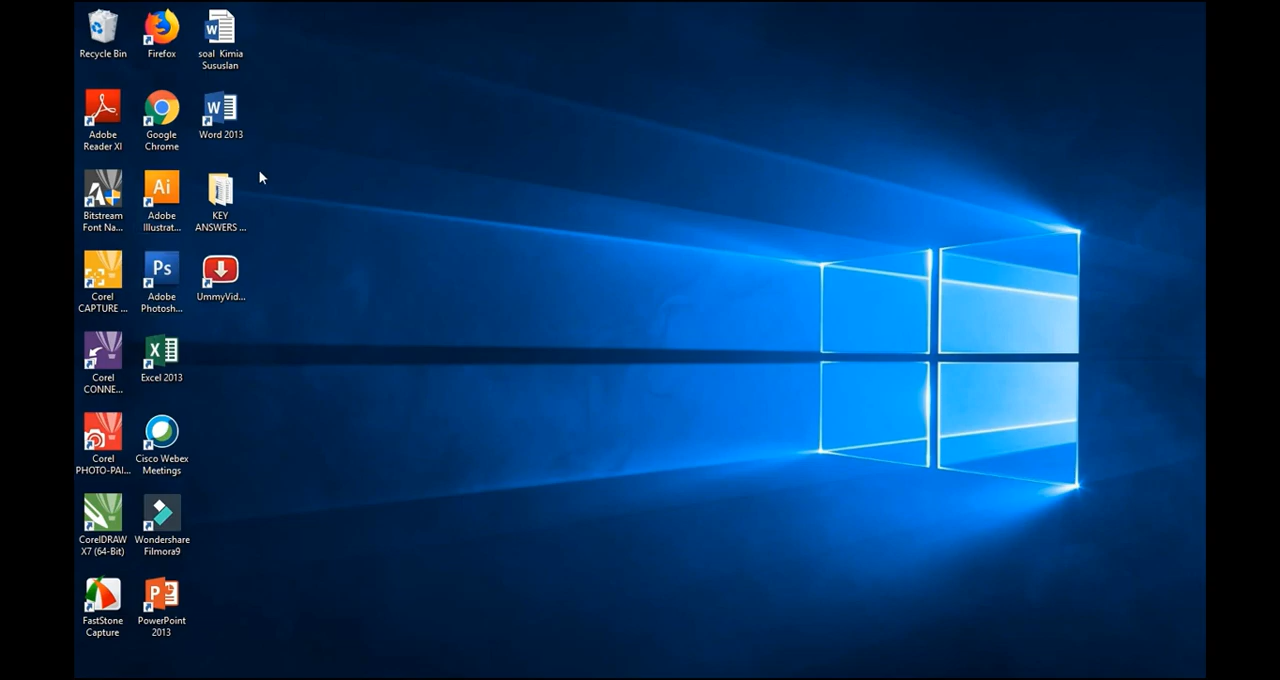 Recycle Bin
Firefox
soal Kimia
Sususlan
Adobe
Reader XI
Google
Chrome
Word 2013
Bitstream
Font Na...
Adobe
Illustrat...
KEY
ANSWERS ...
Corel
CAPTURE ...
Adobe
Photosh...
UmmyVid...
Corel
CONNE...
Excel 2013
Corel
PHOTO-PAI...
Cisco Webex
Meetings
CorelDRAW
X7 (64-Bit)
Wondershare
Filmora9
FastStone
Capture
PowerPoint
2013